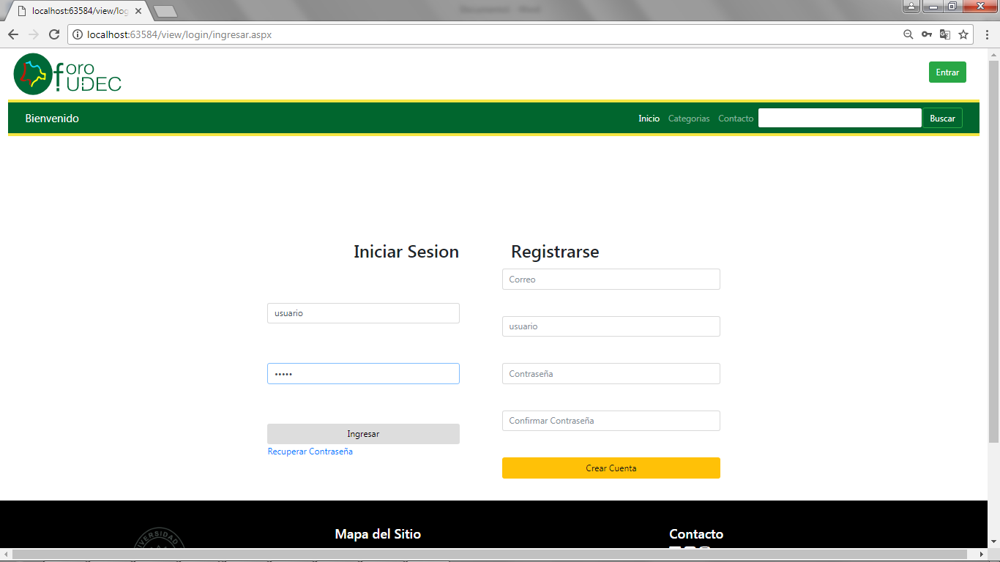 localhost:63584/view/log
localhost:63584/view/login/ingresar.aspx
foro
UDEC
Entrar
Bienvenido
Inicio
Categorias
Contacto
Buscar
Iniciar Sesion
Registrarse
Correo
usuario
usuario
•••••
Contraseña
Confirmar Contraseña
Ingresar
Recuperar Contraseña
Crear Cuenta
UNIVERSIDAD
Mapa del Sitio
Contacto